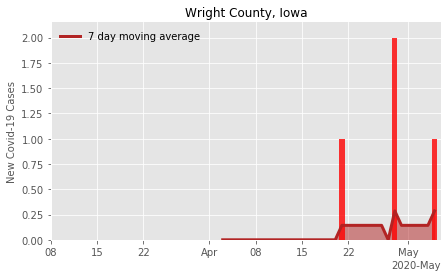 Wright County, Iowa
7 day moving average
New Covid-19 Cases
2.00
1.75
1.50
1.25
1.00
0.75
0.50
0.25
0.00
08
15
22
Apr
08
15
22
May
2020-May